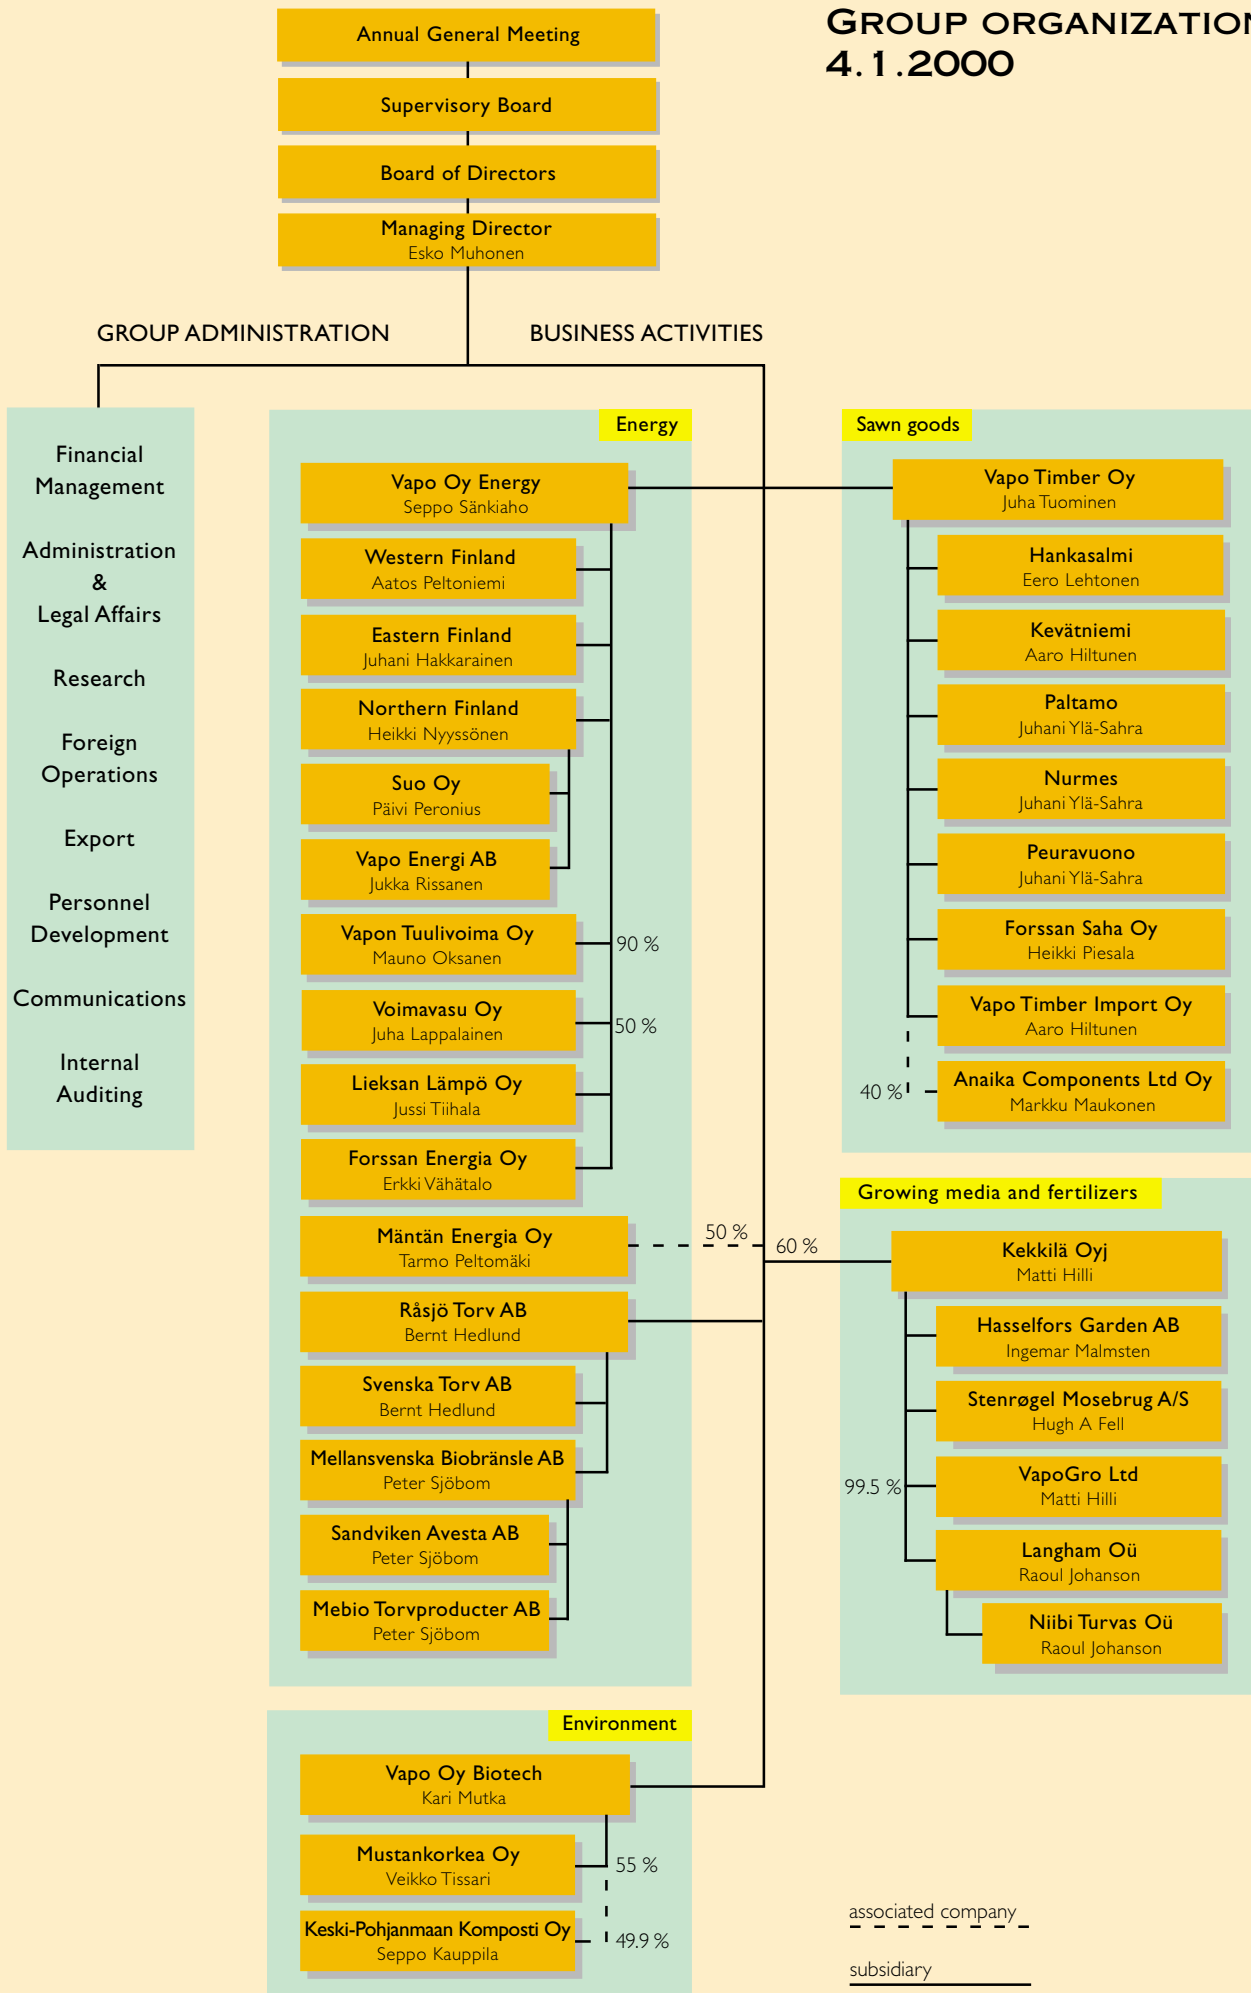 GROUP ORGANIZATION
4.1.2000
Annual General Meeting
Supervisory Board
Board of Directors
Managing Director
Esko Muhonen
GROUP ADMINISTRATION
BUSINESS ACTIVITIES
Financial
Management
Administration
&
Legal Affairs
Research
Foreign
Operations
Export
Personnel
Development
Communications
Internal
Auditing
Energy
Vapo Oy Energy
Seppo Sänkiaho
Western Finland
Aatos Peltoniemi
Eastern Finland
Juhani Hakkarainen
Northern Finland
Heikki Nyyssönen
Suo Oy
Päivi Peronius
Vapo Energi AB
Jukka Rissanen
Vapon Tuulivoima Oy
Mauno Oksanen
90 %
Voimavasu Oy
Juha Lappalainen
50 %
Lieksan Lämpö Oy
Jussi Tiihala
Forssan Energia Oy
Erkki Vähätalo
Mäntän Energia Oy
Tarmo Peltomäki
50 %
Råsjö Torv AB
Bernt Hedlund
Svenska Torv AB
Bernt Hedlund
Mellansvenska Biobränsle AB
Peter Sjöbom
Sandviken Avesta AB
Peter Sjöbom
Mebio Torvproducter AB
Peter Sjöbom
Environment
Vapo Oy Biotech
Kari Mutka
Mustankorkea Oy
Veikko Tissari
55 %
Keski-Pohjanmaan Komposti Oy
Seppo Kauppila
49.9 %
Sawn goods
Vapo Timber Oy
Juha Tuominen
Hankasalmi
Eero Lehtonen
Kevätniemi
Aaro Hiltunen
Paltamo
Juhani Ylä-Sahra
Nurmes
Juhani Ylä-Sahra
Peuravuono
Juhani Ylä-Sahra
Forssan Saha Oy
Heikki Piesala
Vapo Timber Import Oy
Aaro Hiltunen
40 %
Anaika Components Ltd Oy
Markku Maukonen
Growing media and fertilizers
60 %
Kekkilä Oyj
Matti Hilli
Hasselfors Garden AB
Ingemar Malmsten
Stenrøgel Mosebrug A/S
Hugh A Fell
99.5 %
VapoGro Ltd
Matti Hilli
Langham Oü
Raoul Johanson
Niibi Turvas Oü
Raoul Johanson
associated company
subsidiary